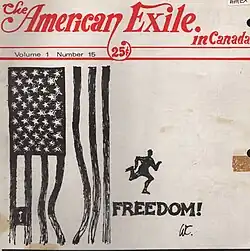 the American Exile
in Canada
Volume 1 Number 15
25¢
FREEDOM!